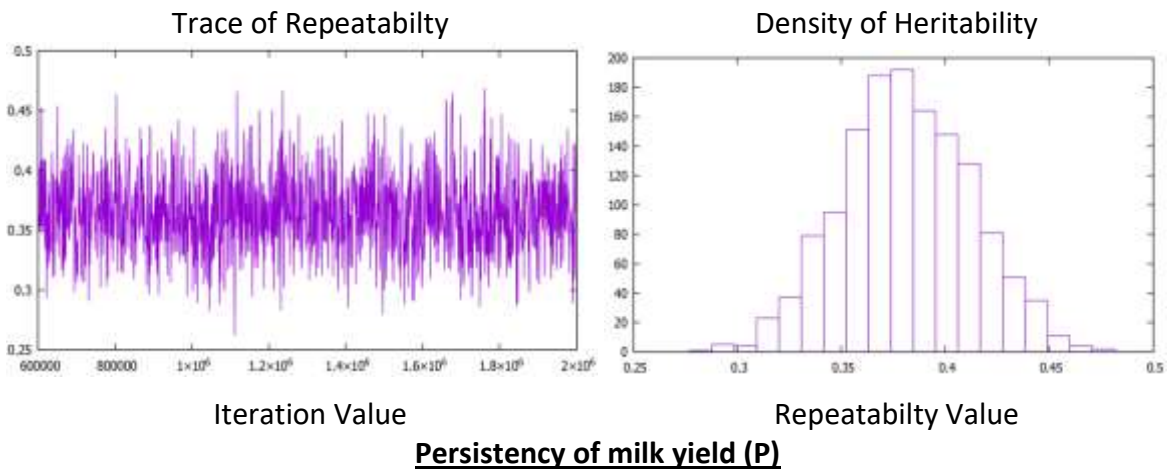 Trace of Repeatabilty
Density of Heritability
0.5
0.45
0.4
0.35
0.3
0.25
600000 800000 1×10⁶ 1.2×10⁶ 1.4×10⁶ 1.6×10⁶ 1.8×10⁶ 2×10⁶
200
180
160
140
120
100
80
60
40
20
0
0.25 0.3 0.35 0.4 0.45 0.5
Iteration Value
Repeatabilty Value
Persistency of milk yield (P)